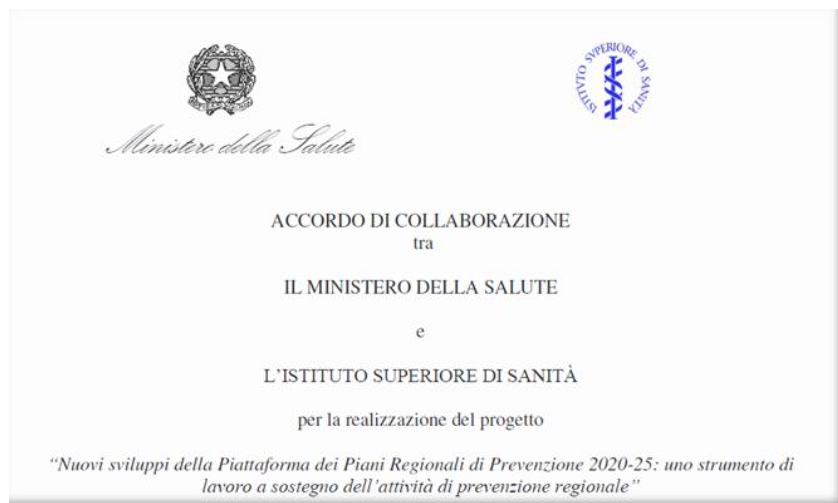 ISTITUTO SUPERIORE DI SANITÀ
Ministero della Salute
ACCORDO DI COLLABORAZIONE
tra
IL MINISTERO DELLA SALUTE
e
L'ISTITUTO SUPERIORE DI SANITÀ
per la realizzazione del progetto
“Nuovi sviluppi della Piattaforma dei Piani Regionali di Prevenzione 2020-25: uno strumento di
lavoro a sostegno dell'attività di prevenzione regionale”